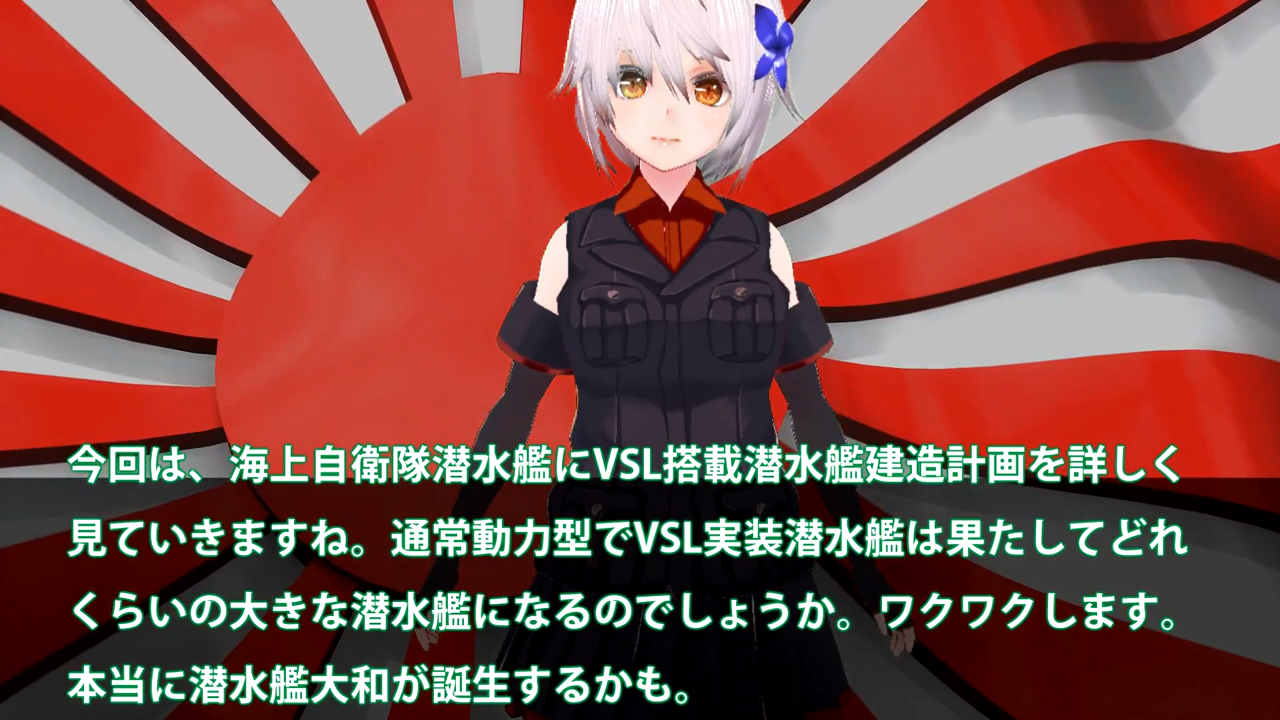 今回は、海上自衛隊潜水艦にVSL搭載潜水艦建造計画を詳しく
見ていきますね。通常動力型でVSL実装潜水艦は果たしてどれ
くらいの大きな潜水艦になるのでしょうか。ワクワクします。
本当に潜水艦大和が誕生するかも。